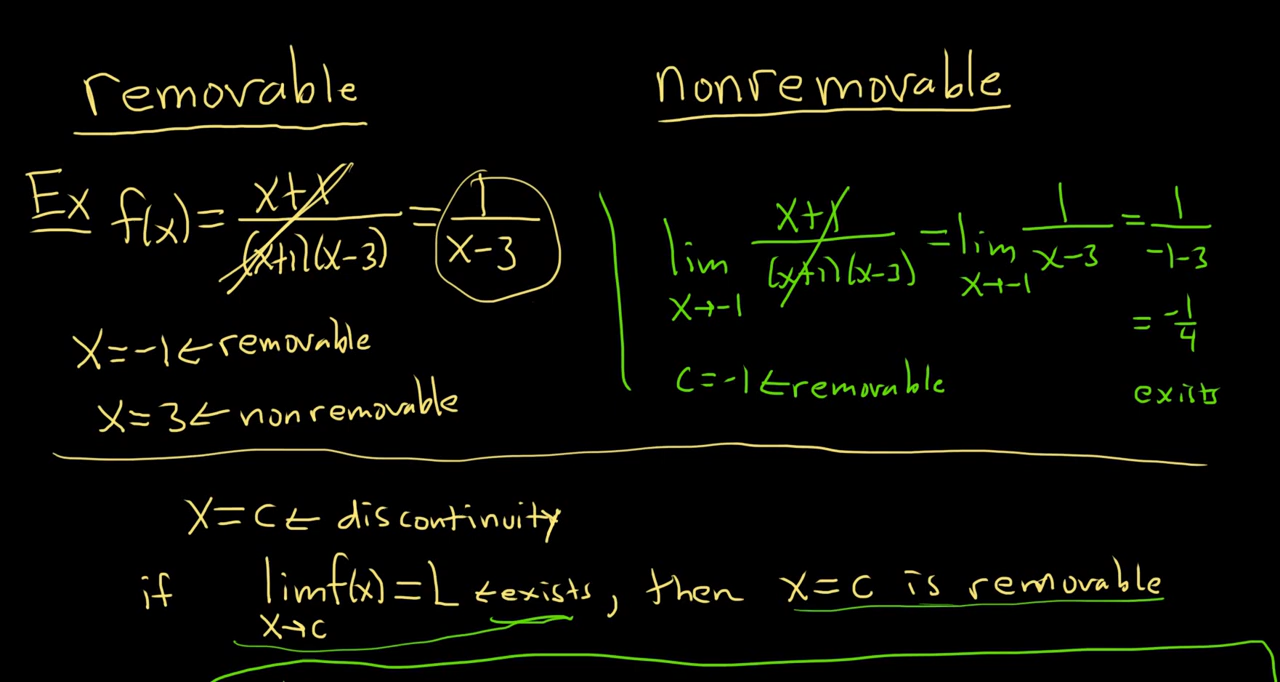 removable
nonremovable
Ex f(x) = x+1 / (x+1)(x-3) = 1 / x-3
x = -1 ← removable
x = 3 ← nonremovable
lim x→-1 x+1 / (x+1)(x-3) = lim x→-1 1 / x-3 = 1 / -1-3
= -1/4
c = -1 ← removable
exists
x = c ← discontinuity
if lim x→c f(x) = L ← exists, then x = c is removable